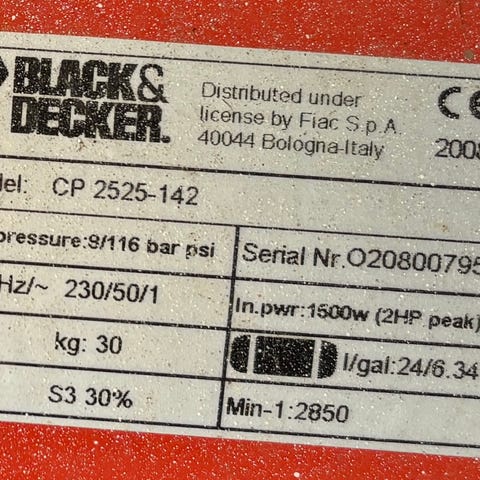 BLACK&
DECKER.
Distributed under
license by Fiac S.p.A.
40044 Bologna-Italy
CE
2008
del: CP 2525-142
pressure:8/116 bar psi
Serial Nr.O20800795
Hz/~ 230/50/1
In.pwr:1500w (2HP peak)
kg: 30
l/gal:24/6.34
S3 30%
Min-1:2850